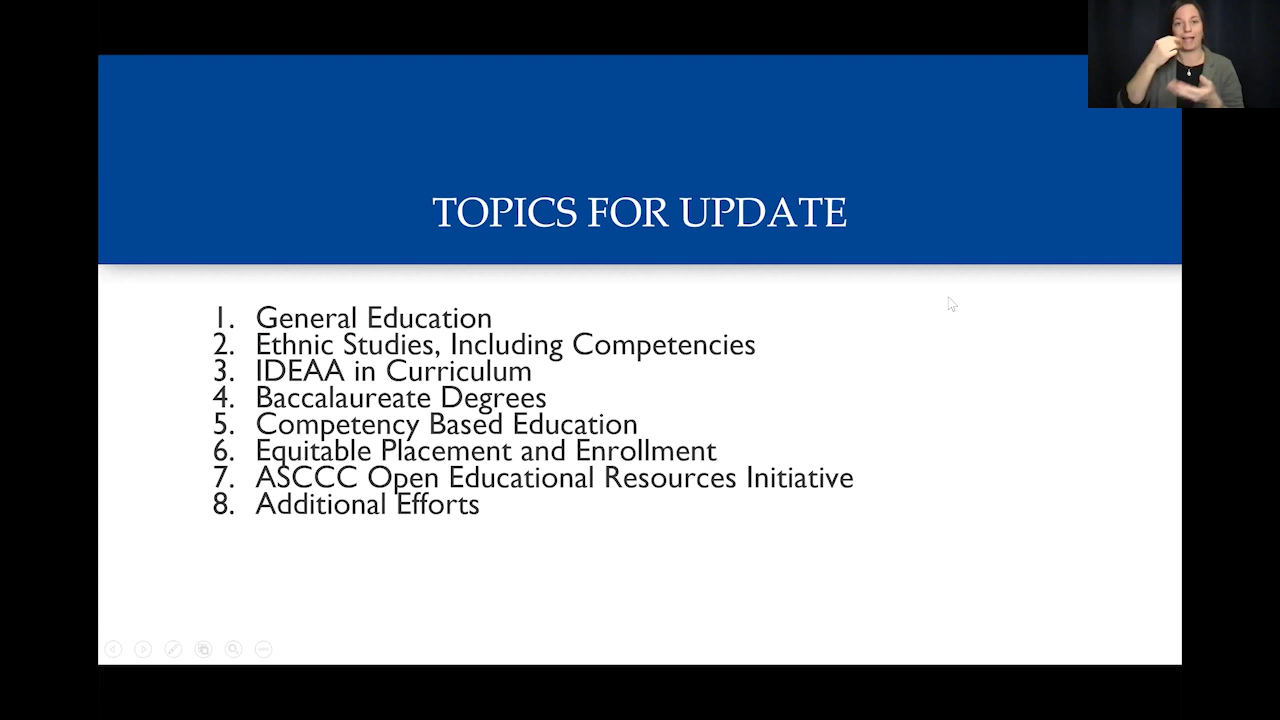 TOPICS FOR UPDATE
1. General Education
2. Ethnic Studies, Including Competencies
3. IDEAA in Curriculum
4. Baccalaureate Degrees
5. Competency Based Education
6. Equitable Placement and Enrollment
7. ASCCC Open Educational Resources Initiative
8. Additional Efforts